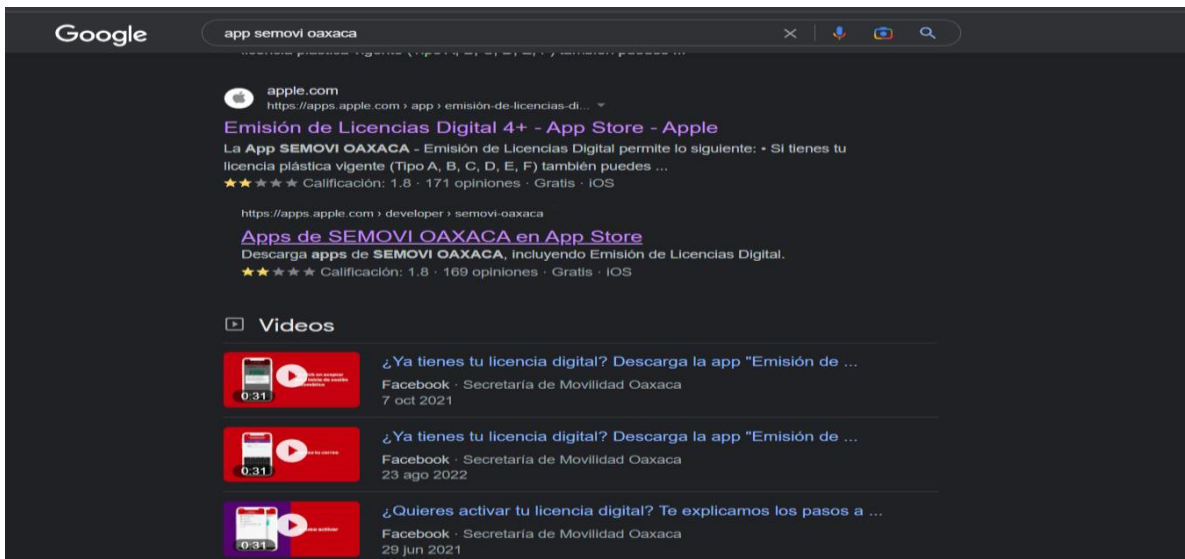 Google
app semovi oaxaca
licencia plástica vigente (Tipo A, B, C, D, E, F) también puedes ...
apple.com
https://apps.apple.com › app › emisión-de-licencias-di...
Emisión de Licencias Digital 4+ - App Store - Apple
La App SEMOVI OAXACA - Emisión de Licencias Digital permite lo siguiente: • Si tienes tu
licencia plástica vigente (Tipo A, B, C, D, E, F) también puedes ...
Calificación: 1.8 · 171 opiniones · Gratis · iOS
https://apps.apple.com › developer › semovi-oaxaca
Apps de SEMOVI OAXACA en App Store
Descarga apps de SEMOVI OAXACA, incluyendo Emisión de Licencias Digital.
Calificación: 1.8 · 169 opiniones · Gratis · iOS
Videos
¿Ya tienes tu licencia digital? Descarga la app "Emisión de ...
Facebook · Secretaría de Movilidad Oaxaca
7 oct 2021
0:31
¿Ya tienes tu licencia digital? Descarga la app "Emisión de ...
Facebook · Secretaría de Movilidad Oaxaca
23 ago 2022
0:31
¿Quieres activar tu licencia digital? Te explicamos los pasos a ...
Facebook · Secretaría de Movilidad Oaxaca
29 jun 2021
0:31